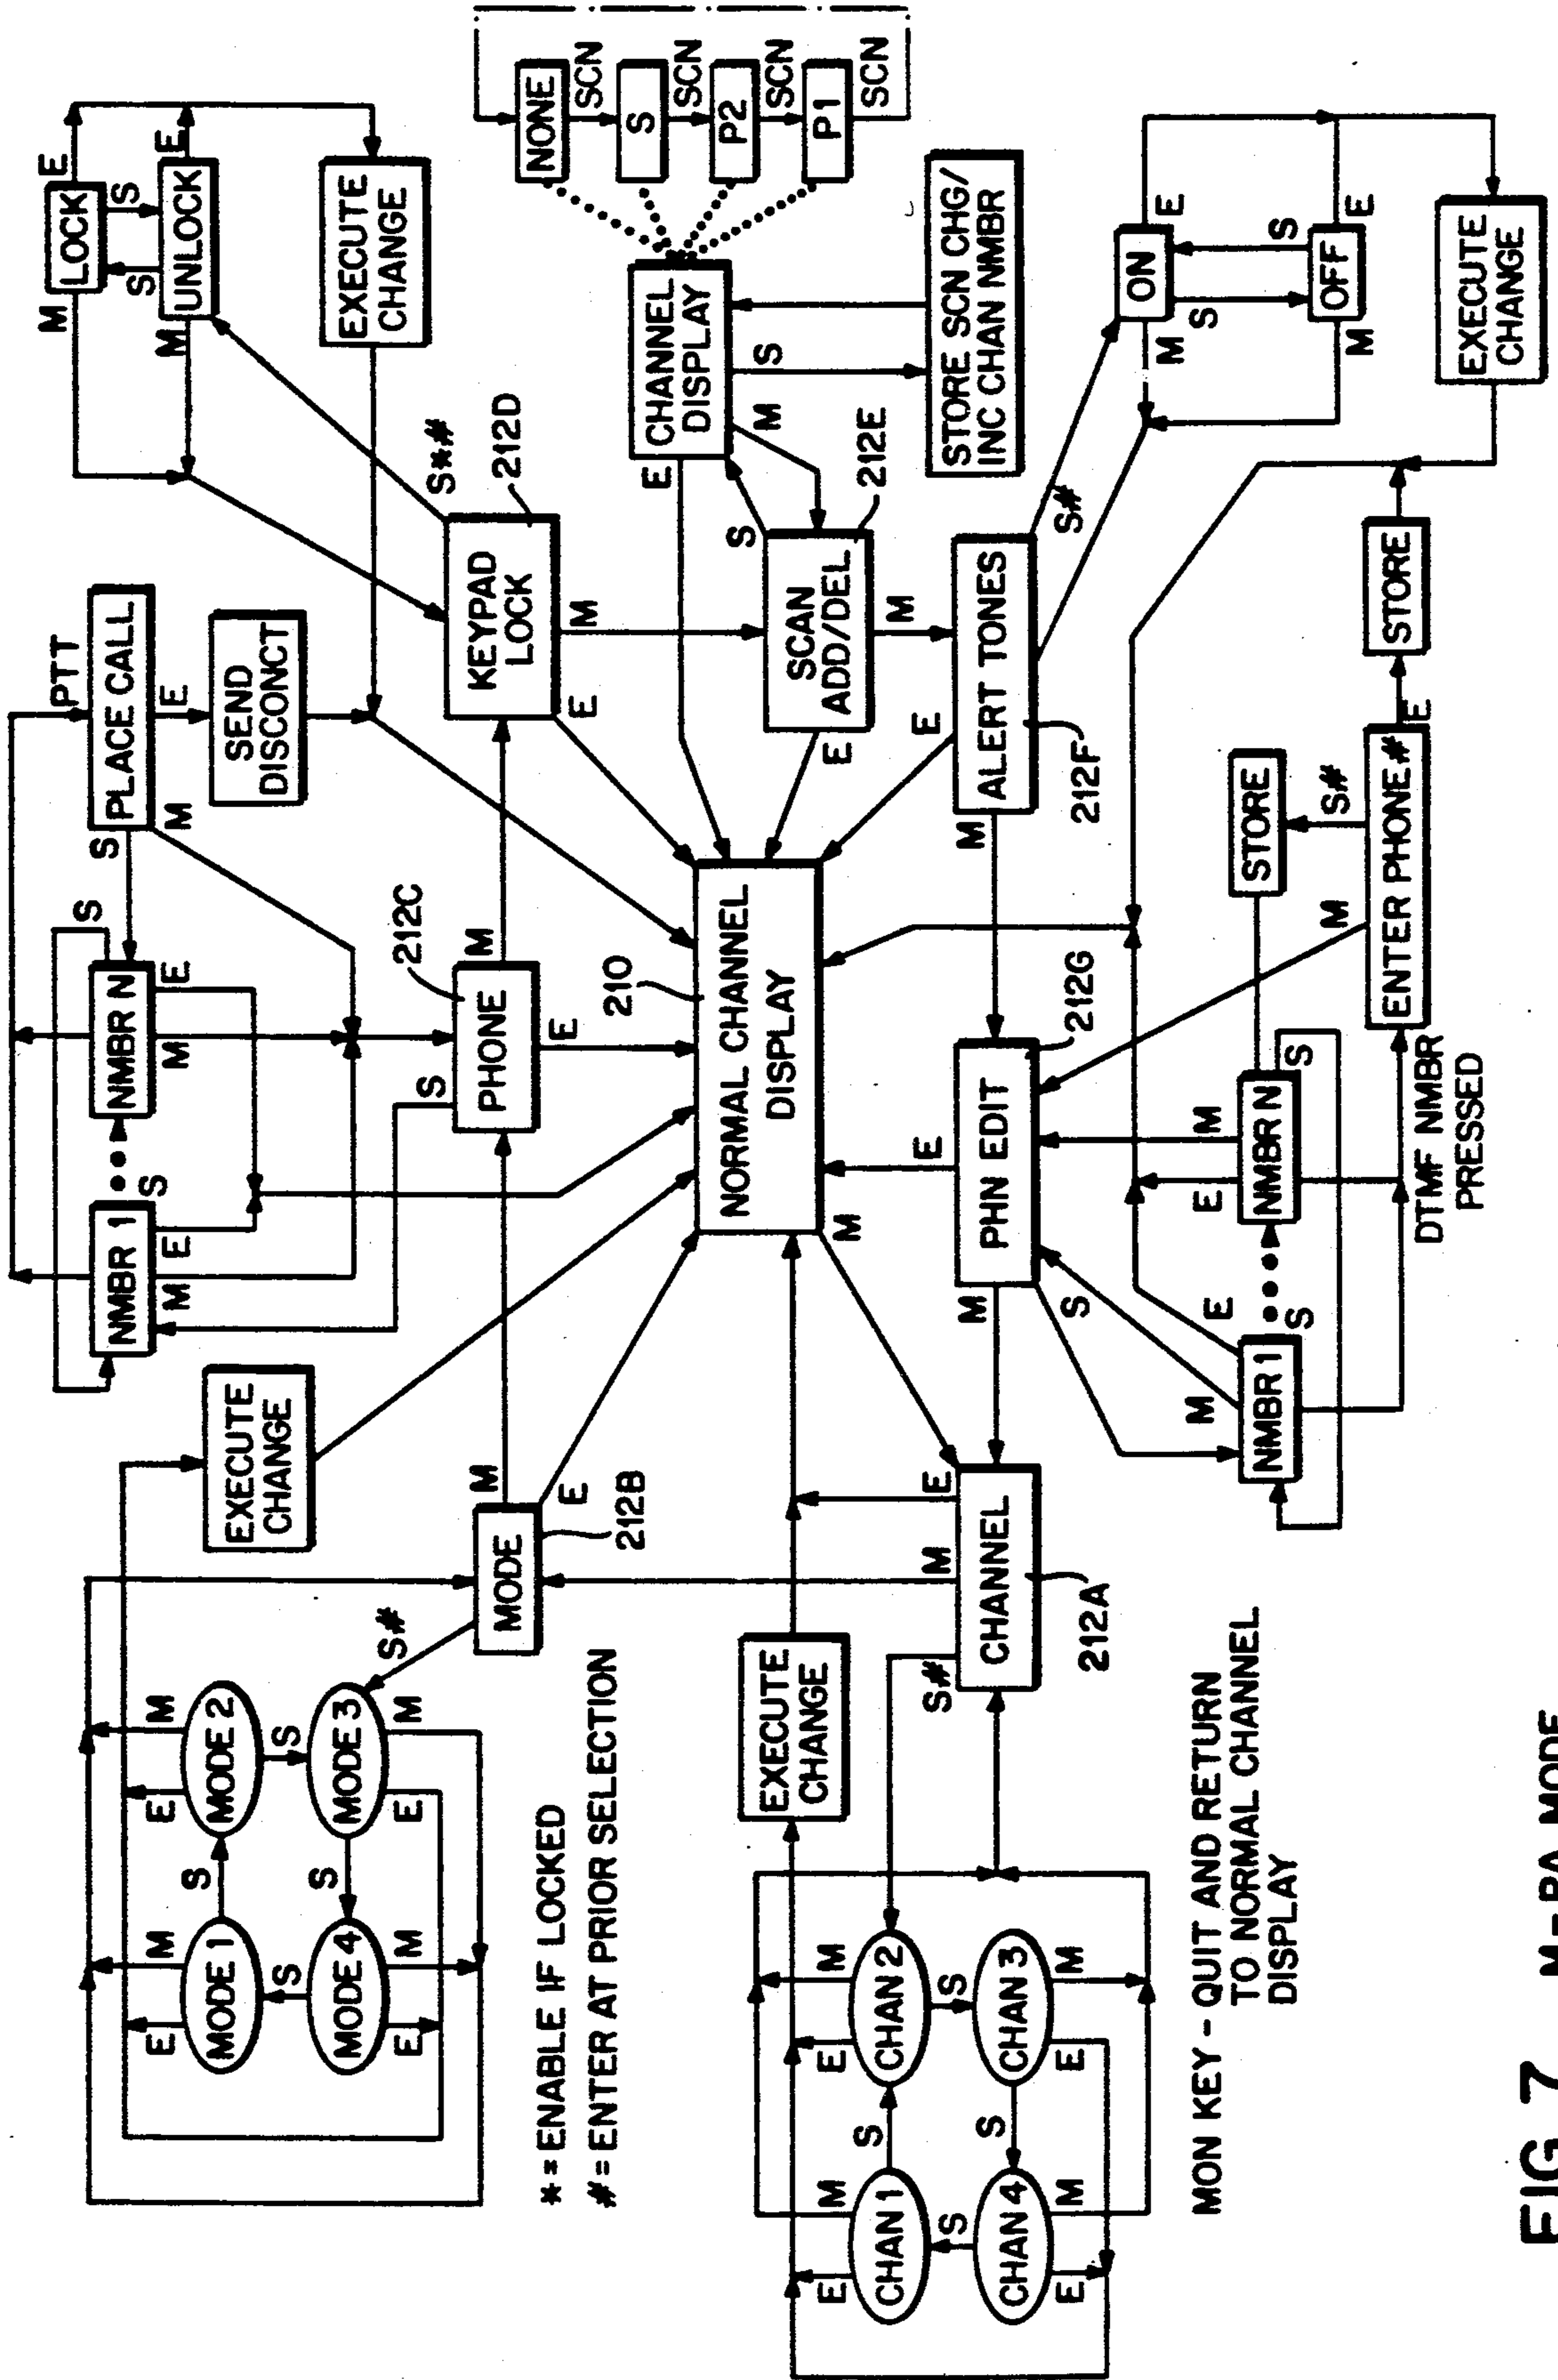 MODE 1
MODE 2
MODE 3
MODE 4
E
M
E
M
S
S
S
S
E
M
E
M
EXECUTE
CHANGE
S#
MODE
M
E
212B
* = ENABLE IF LOCKED
# = ENTER AT PRIOR SELECTION
NMBR 1
S
E
M
NMBR N
S
E
M
PTT
PLACE CALL
S
M
E
SEND
DISCONCT
S
PHONE
M
E
212C
LOCK
M
E
S
S
UNLOCK
M
E
EXECUTE
CHANGE
S*#
KEYPAD
LOCK
212D
M
E
CHAN 1
CHAN 2
CHAN 3
CHAN 4
E
M
E
M
S
S
S
S
E
M
E
M
EXECUTE
CHANGE
S#
M
E
CHANNEL
212A
NORMAL CHANNEL
DISPLAY
210
M
CHANNEL
DISPLAY
E
M
S
NONE
SCN
S
SCN
P2
SCN
P1
SCN
STORE SCN CHG/
INC CHAN NMBR
S
SCAN
ADD/DEL
212E
E
M
ALERT TONES
212F
E
M
S#
ON
M
E
S
S
OFF
M
E
EXECUTE
CHANGE
PHN EDIT
212G
M
E
S
NMBR 1
M
E
S
NMBR N
E
M
S
STORE
S#
M
ENTER PHONE#
E
STORE
DTMF NMBR
PRESSED
MON KEY - QUIT AND RETURN
TO NORMAL CHANNEL
DISPLAY
FIG. 7
M-PA MODE